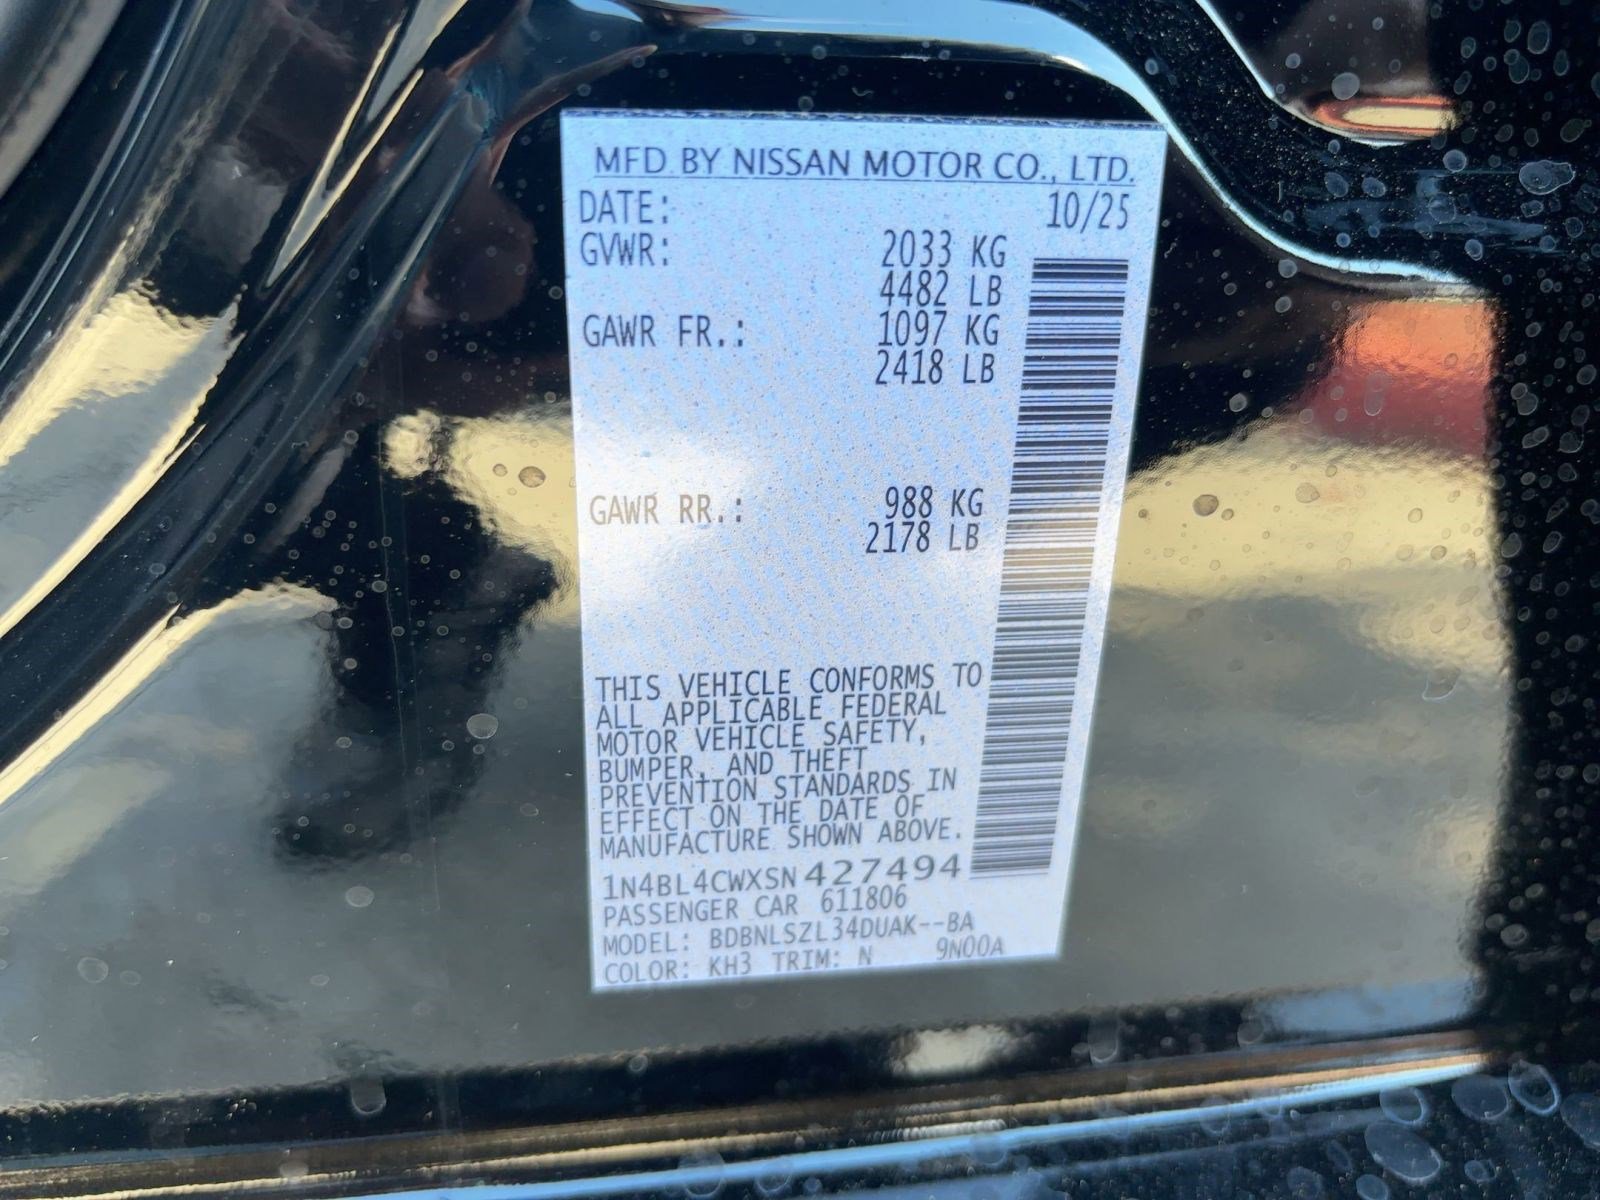 MFD.BY NISSAN MOTOR CO., LTD.
DATE: 10/25
GVWR: 2033 KG
4482 LB
GAWR FR.: 1097 KG
2418 LB
GAWR RR.: 988 KG
2178 LB
THIS VEHICLE CONFORMS TO
ALL APPLICABLE FEDERAL
MOTOR VEHICLE SAFETY,
BUMPER, AND THEFT
PREVENTION STANDARDS IN
EFFECT ON THE DATE OF
MANUFACTURE SHOWN ABOVE.
1N4BL4CWXSN427494
PASSENGER CAR 611806
MODEL: BDBNLSZL34DUAK--BA
COLOR: KH3 TRIM: N 9N00A